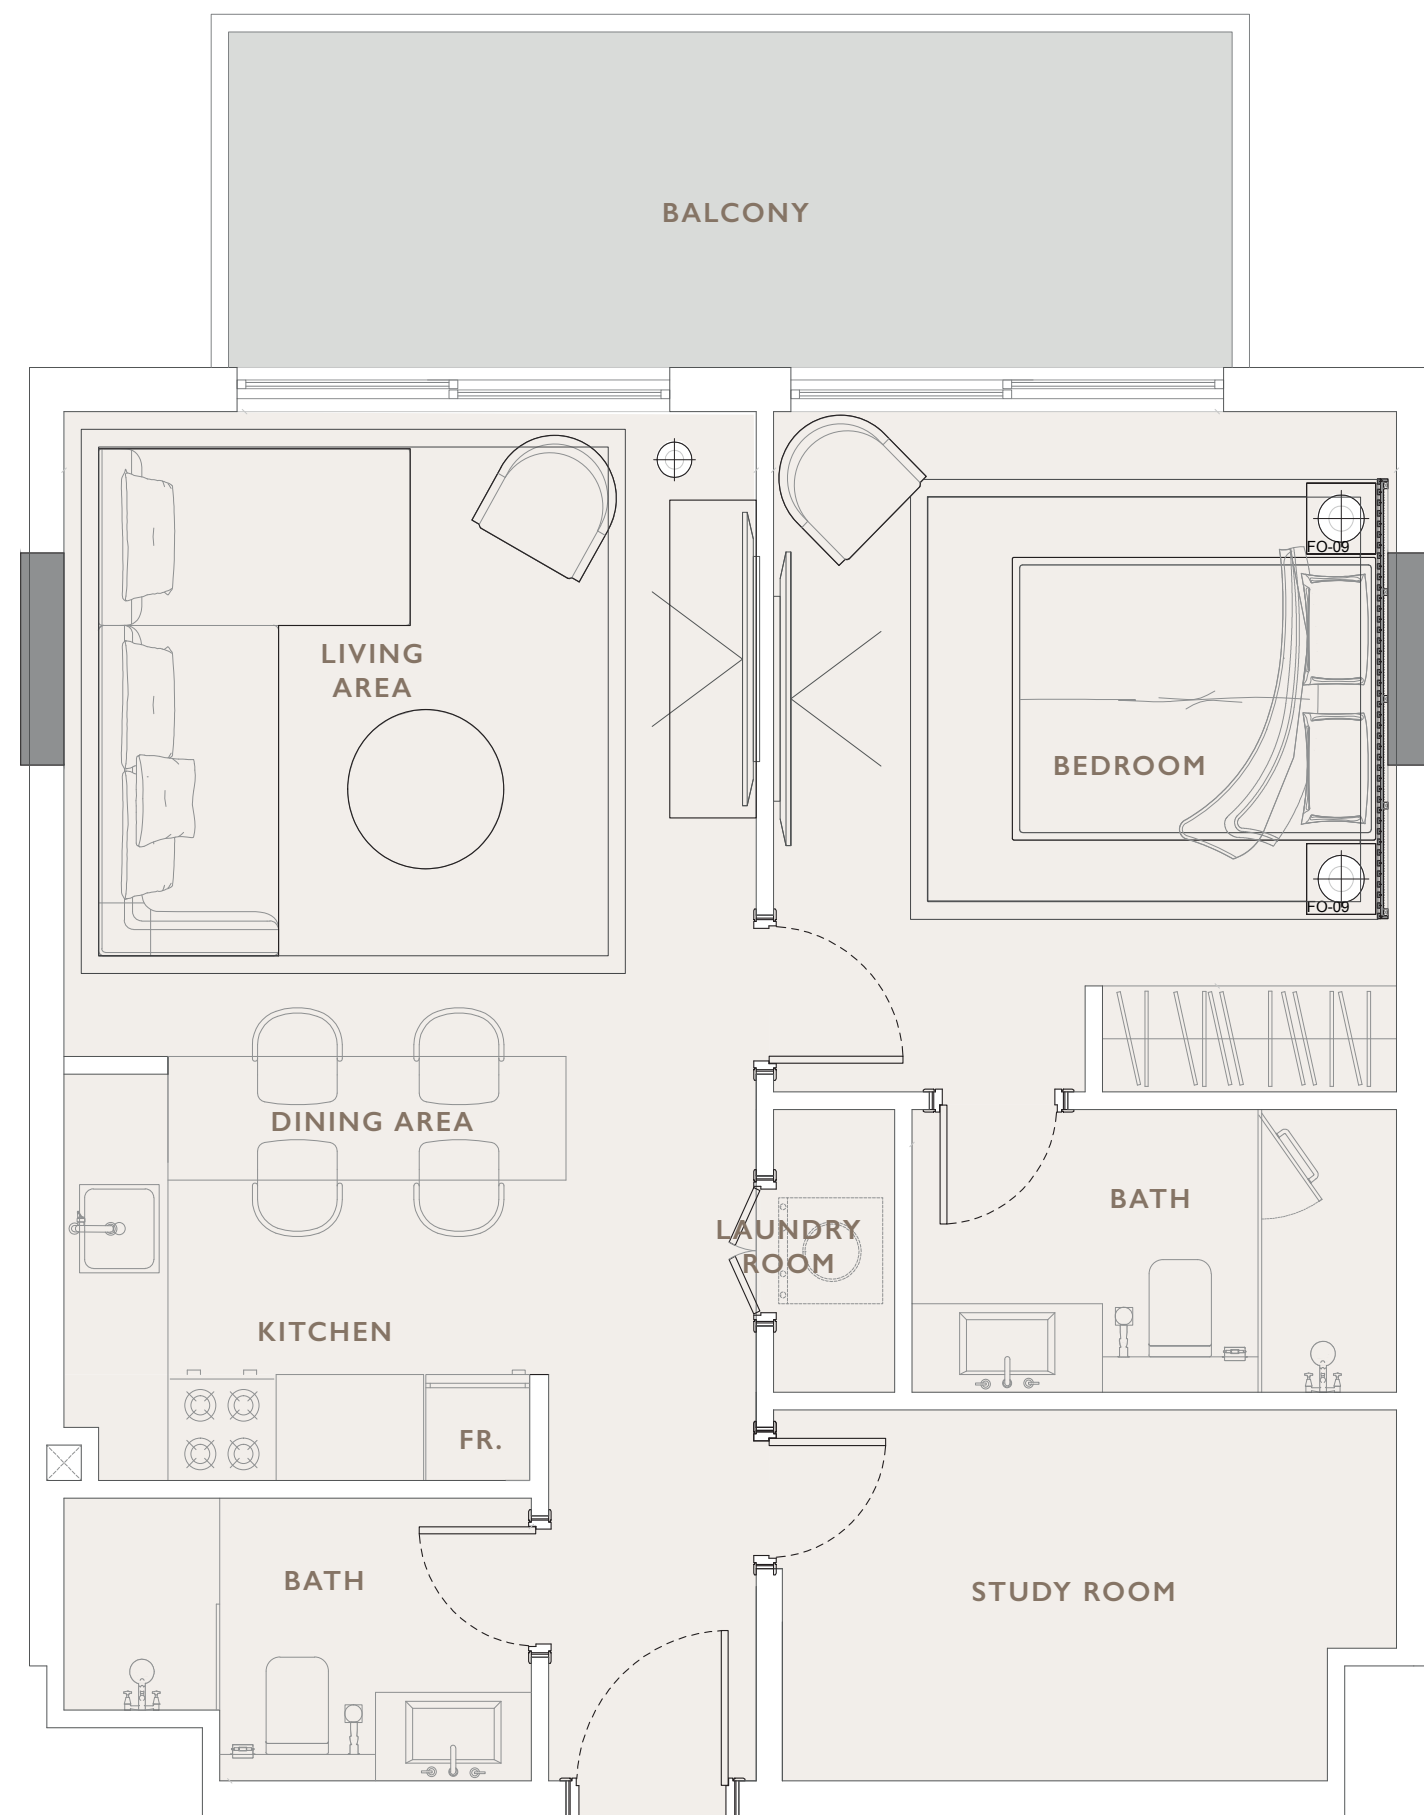 BALCONY
FO-09
LIVING
AREA
BEDROOM
FO-09
DINING AREA
BATH
LAUNDRY
ROOM
KITCHEN
FR.
BATH
STUDY ROOM